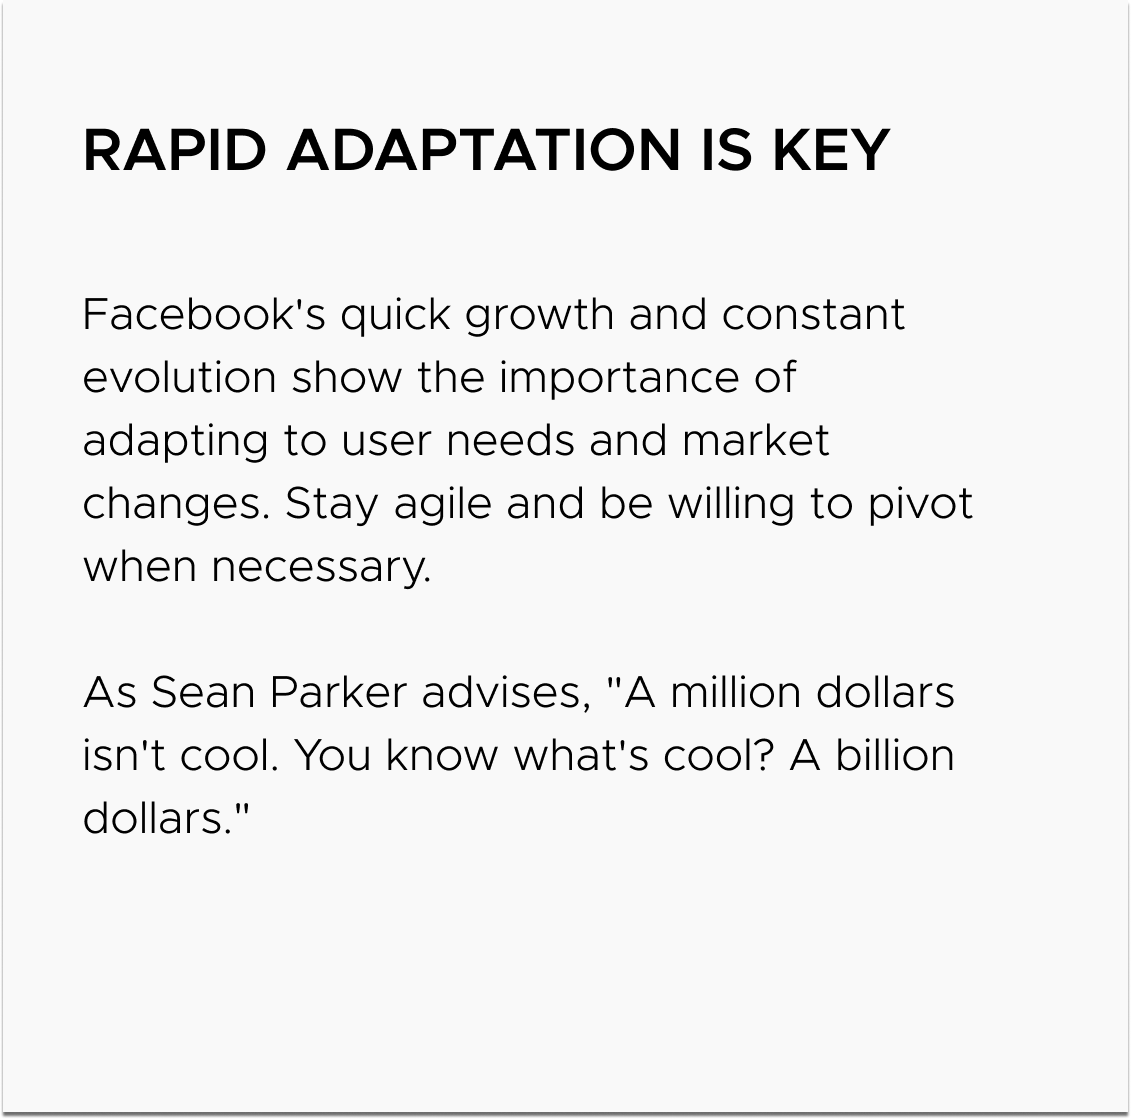 RAPID ADAPTATION IS KEY
Facebook's quick growth and constant
evolution show the importance of
adapting to user needs and market
changes. Stay agile and be willing to pivot
when necessary.
As Sean Parker advises, "A million dollars
isn't cool. You know what's cool? A billion
dollars."